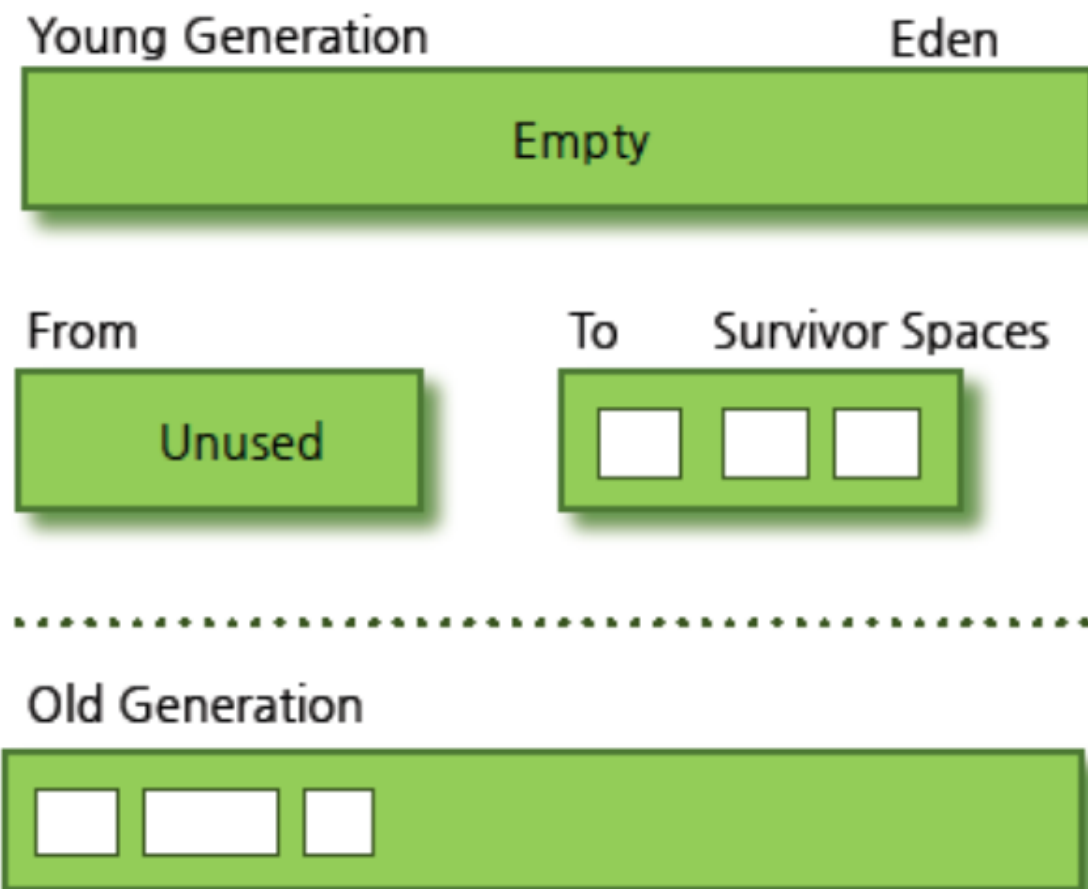 Young Generation Eden
Empty
From To Survivor Spaces
Unused
Old Generation